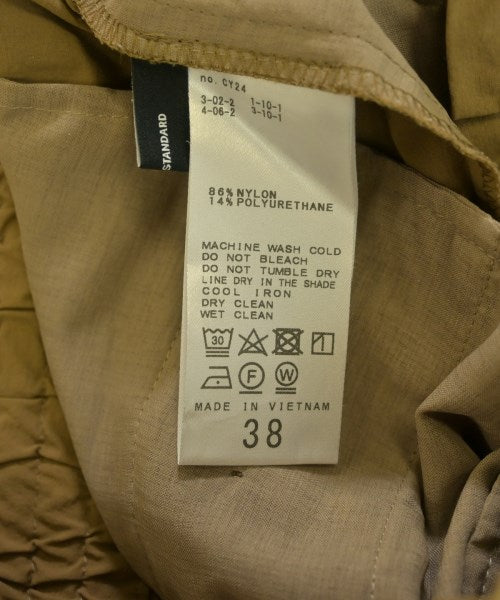 no. CY24
3-02-2 1-10-1
4-06-2 3-10-1
STANDARD
86%NYLON
14%POLYURETHANE
MACHINE WASH COLD
DO NOT BLEACH
DO NOT TUMBLE DRY
LINE DRY IN THE SHADE
COOL IRON
DRY CLEAN
WET CLEAN
30
F W
MADE IN VIETNAM
38